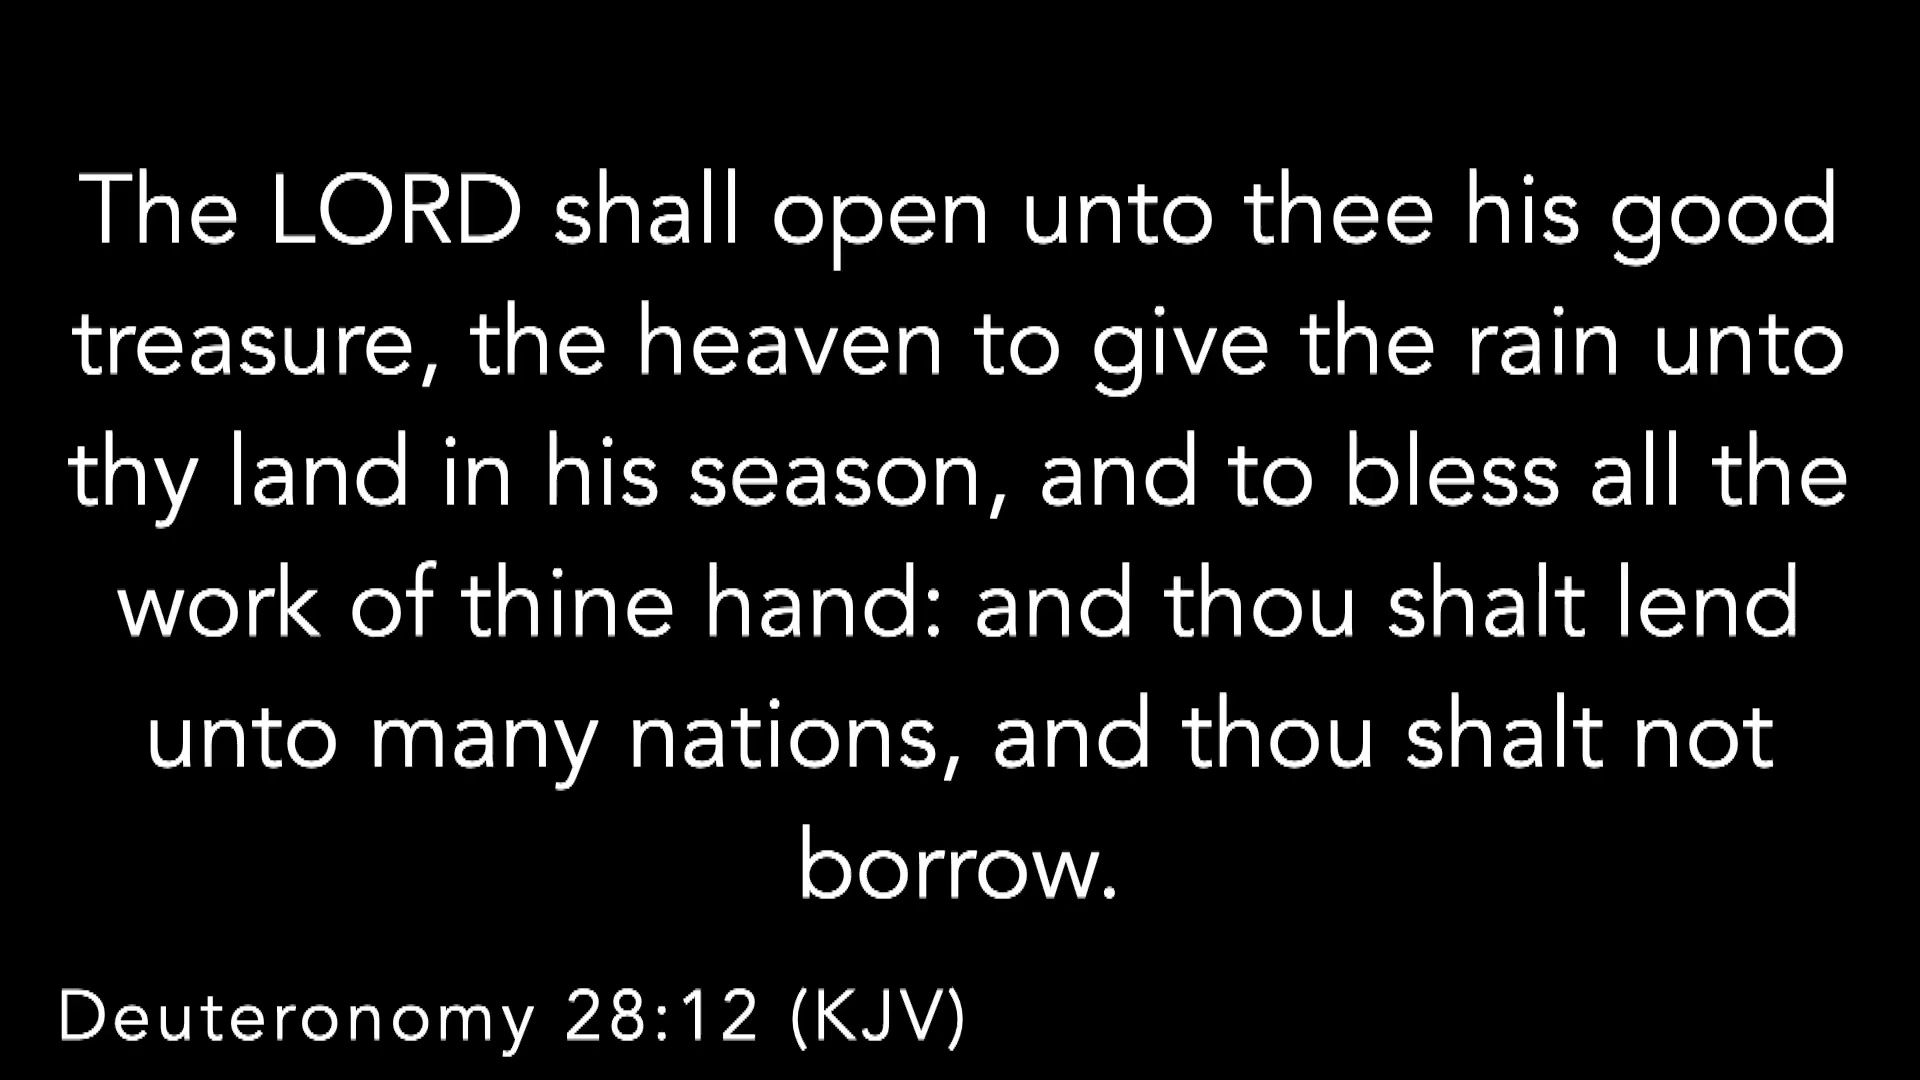 The LORD shall open unto thee his good
treasure, the heaven to give the rain unto
thy land in his season, and to bless all the
work of thine hand: and thou shalt lend
unto many nations, and thou shalt not
borrow.
Deuteronomy 28:12 (KJV)